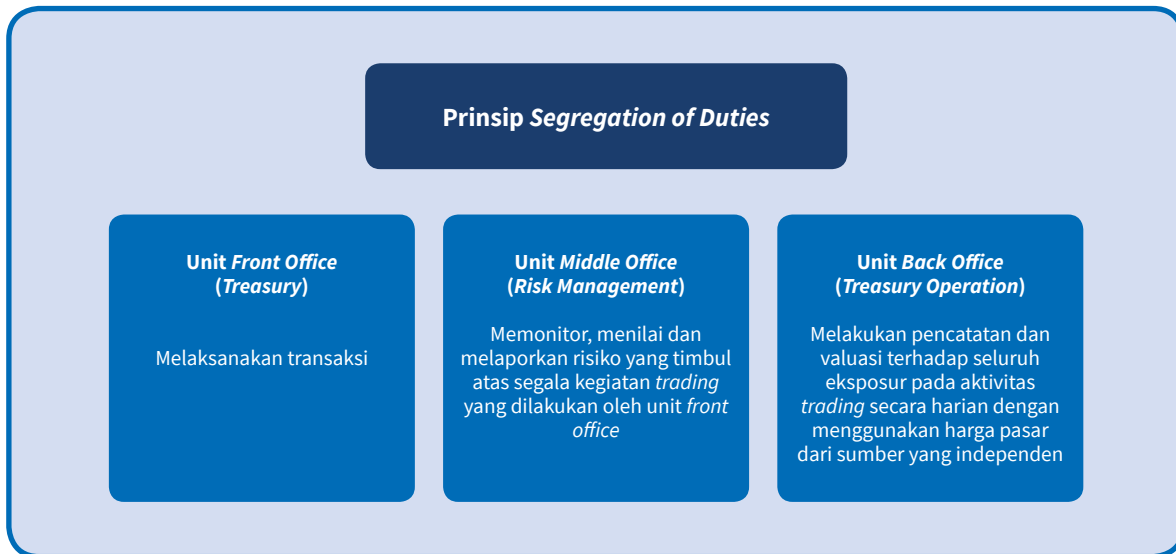 Prinsip Segregation of Duties
Unit Front Office
(Treasury)
Melaksanakan transaksi
Unit Middle Office
(Risk Management)
Memonitor, menilai dan
melaporkan risiko yang timbul
atas segala kegiatan trading
yang dilakukan oleh unit front
office
Unit Back Office
(Treasury Operation)
Melakukan pencatatan dan
valuasi terhadap seluruh
eksposur pada aktivitas
trading secara harian dengan
menggunakan harga pasar
dari sumber yang independen